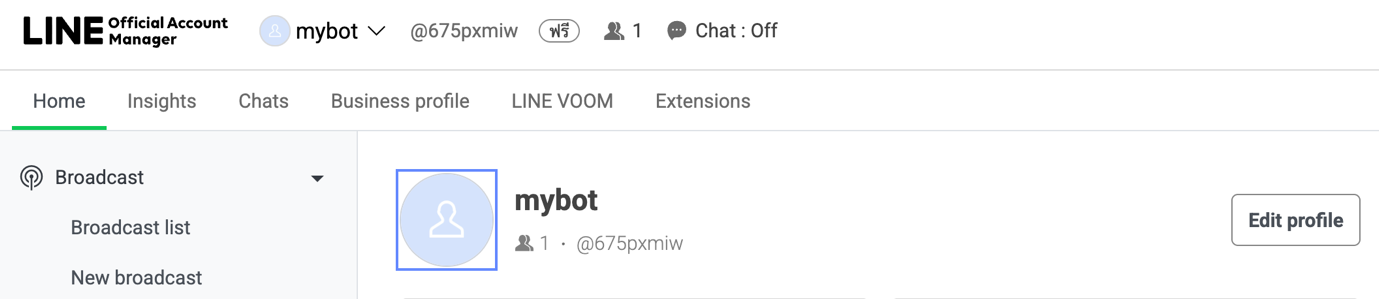 LINE Official Account Manager mybot @675pxmiw ฟรี 1 Chat : Off
Home Insights Chats Business profile LINE VOOM Extensions
Broadcast
Broadcast list
New broadcast
mybot
1 · @675pxmiw
Edit profile